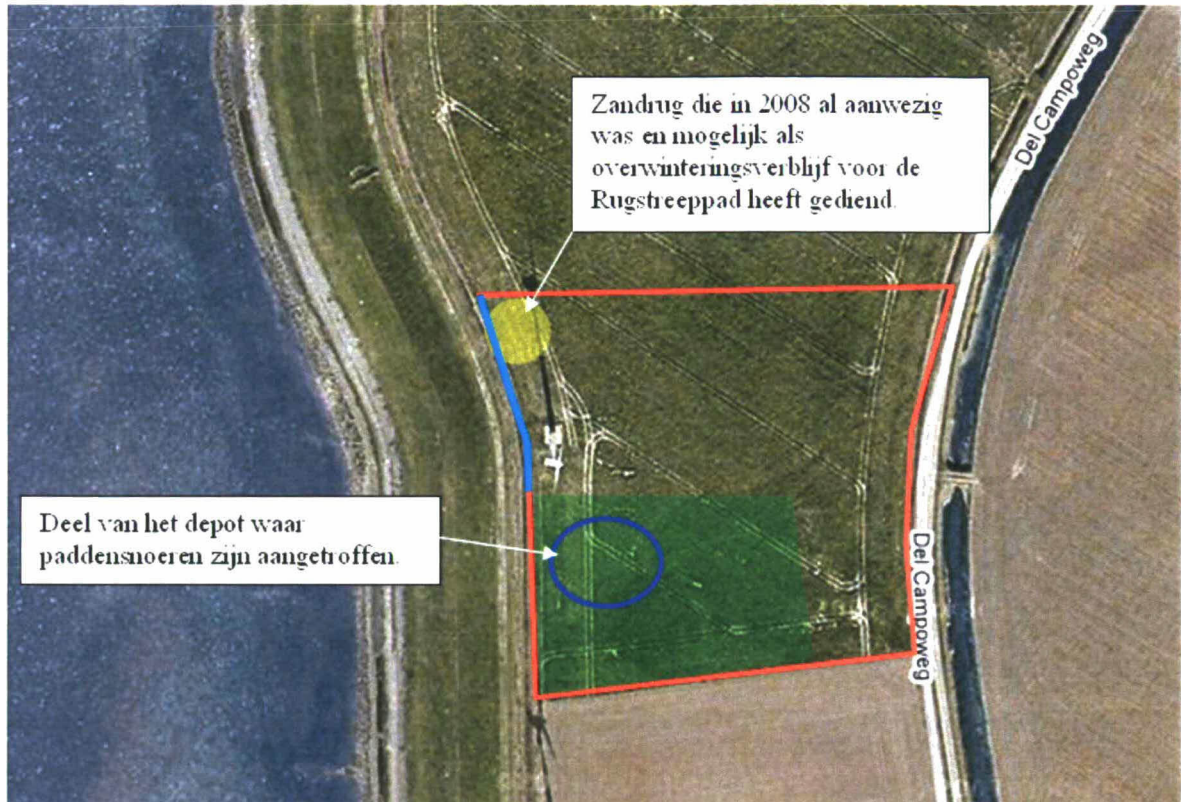 Zandrug die in 2008 al aanwezig
was en mogelijk als
overwinteringsverblijf voor de
Rugstreeppad heeft gediend.
Del Campoweg
Deel van het depot waar
paddensnoeren zijn aangetroffen.
Del Campoweg